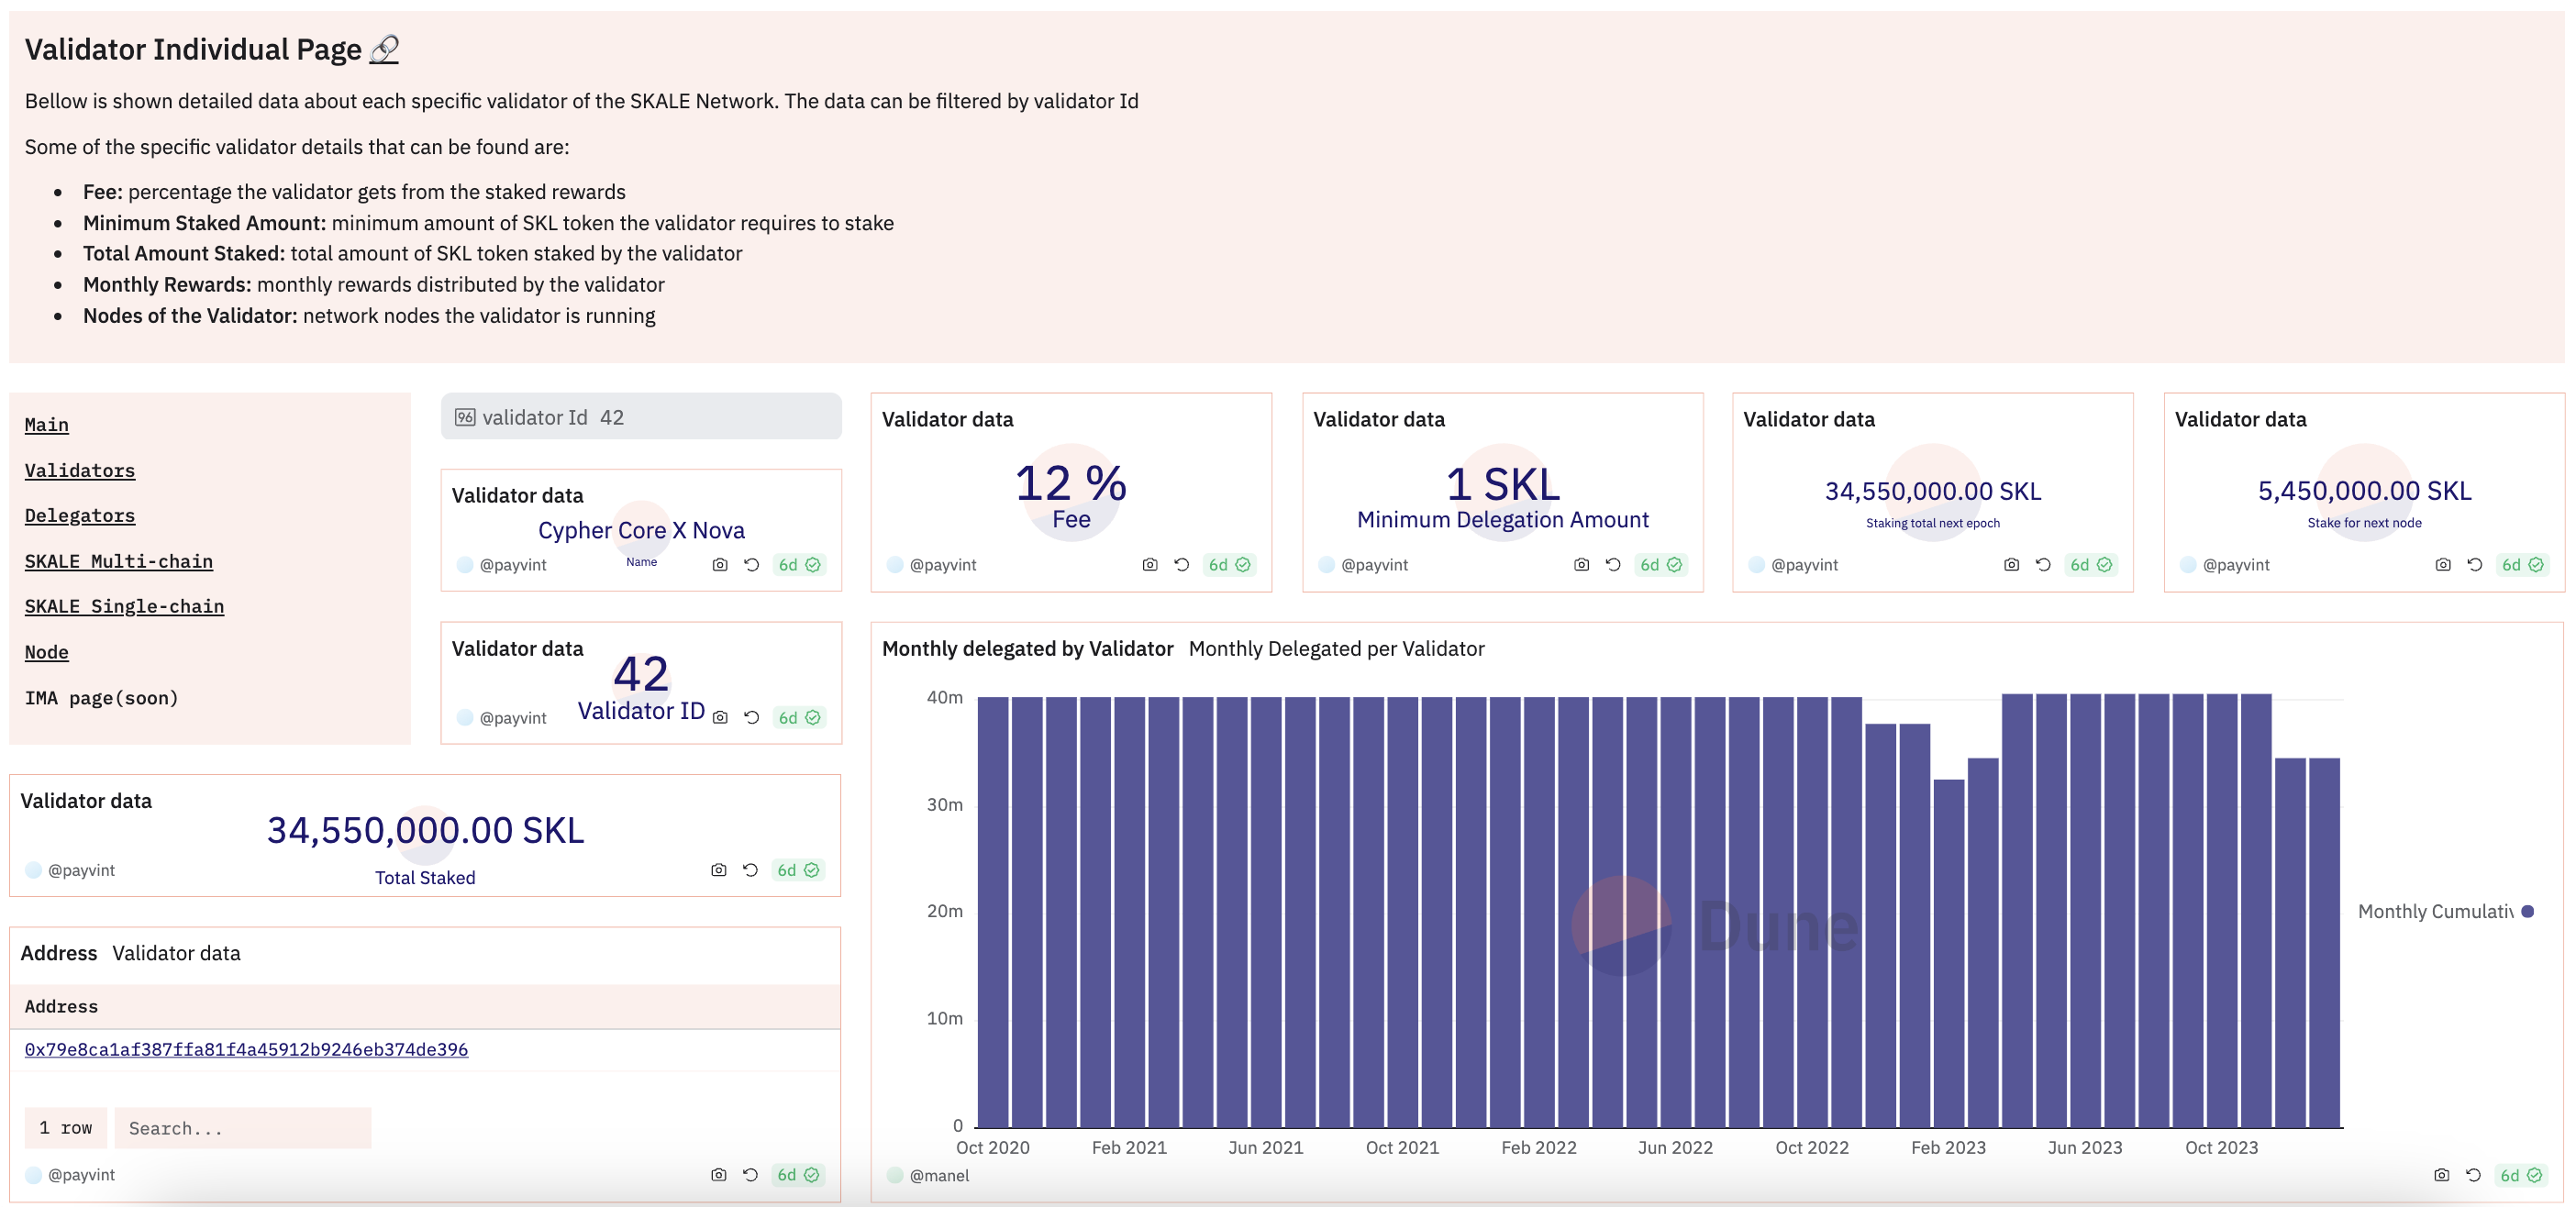 Validator Individual Page
Bellow is shown detailed data about each specific validator of the SKALE Network. The data can be filtered by validator Id
Some of the specific validator details that can be found are:
• Fee: percentage the validator gets from the staked rewards
• Minimum Staked Amount: minimum amount of SKL token the validator requires to stake
• Total Amount Staked: total amount of SKL token staked by the validator
• Monthly Rewards: monthly rewards distributed by the validator
• Nodes of the Validator: network nodes the validator is running
Main
Validators
Delegators
SKALE Multi-chain
SKALE Single-chain
Node
IMA page(soon)
96 validator Id 42
Validator data
Cypher Core X Nova
Name
@payvint 6d
Validator data
42
Validator ID
@payvint 6d
Validator data
12 %
Fee
@payvint 6d
Validator data
1 SKL
Minimum Delegation Amount
@payvint 6d
Validator data
34,550,000.00 SKL
Staking total next epoch
@payvint 6d
Validator data
5,450,000.00 SKL
Stake for next node
@payvint 6d
Validator data
34,550,000.00 SKL
Total Staked
@payvint 6d
Address Validator data
Address
0x79e8ca1af387ffa81f4a45912b9246eb374de396
1 row Search...
@payvint 6d
Monthly delegated by Validator Monthly Delegated per Validator
40m
30m
20m
10m
0
Oct 2020 Feb 2021 Jun 2021 Oct 2021 Feb 2022 Jun 2022 Oct 2022 Feb 2023 Jun 2023 Oct 2023
Dune
Monthly Cumulativ
@manel 6d